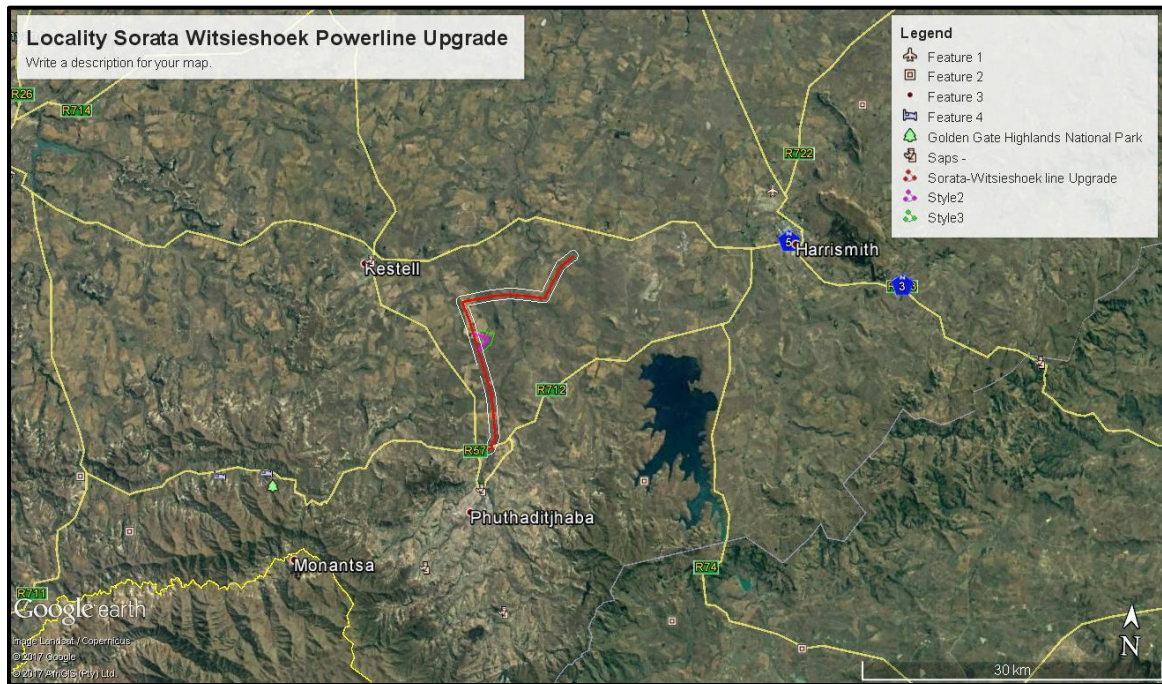 Locality Sorata Witsieshoek Powerline Upgrade
Write a description for your map.
Legend
Feature 1
Feature 2
Feature 3
Feature 4
Golden Gate Highlands National Park
Saps -
Sorata-Witsieshoek line Upgrade
Style2
Style3
R26
R714
R722
N
5
Harrismith
Kestell
N
3
R712
R57
Phuthaditjhaba
Monantsa
R74
R711
Google earth
Image Landsat / Copernicus
© 2017 Google
© 2017 AfriGIS (Pty) Ltd.
N
30 km